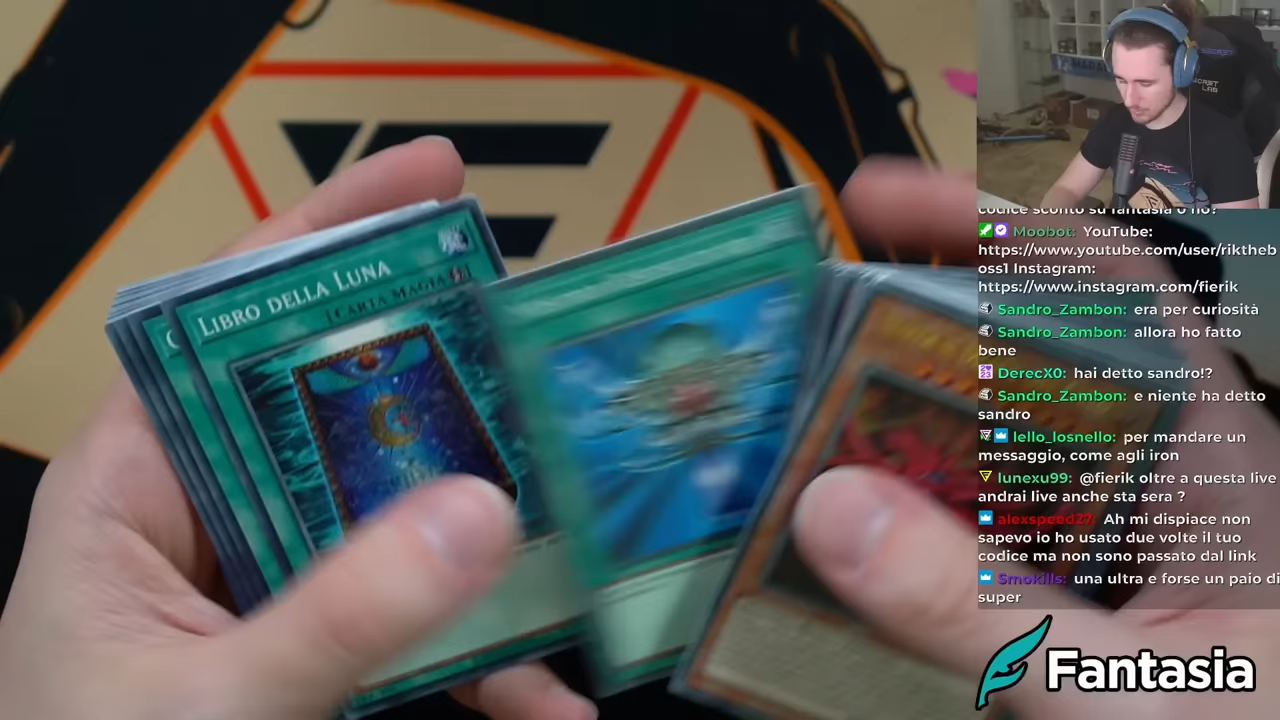 LIBRO DELLA LUNA
[CARTA MAGIA
codice sconto su fantasia o no?
Moobot: YouTube:
https://www.youtube.com/user/riktheb
oss1 Instagram:
https://www.instagram.com/fierik
Sandro_Zambon: era per curiosità
Sandro_Zambon: allora ho fatto
bene
DerecX0: hai detto sandro!?
Sandro_Zambon: e niente ha detto
sandro
lello_losnello: per mandare un
messaggio, come agli iron
lunexu99: @fierik oltre a questa live
andrai live anche sta sera ?
alexspeed27: Ah mi dispiace non
sapevo io ho usato due volte il tuo
codice ma non sono passato dal link
Smokills: una ultra e forse un paio di
super
Fantasia